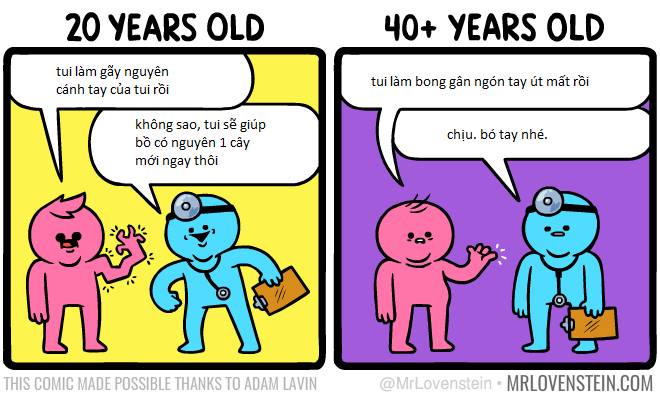 20 YEARS OLD
40+ YEARS OLD
tui làm gãy nguyên
cánh tay của tui rồi
không sao, tui sẽ giúp
bồ có nguyên 1 cây
mới ngay thôi
tui làm bong gân ngón tay út mất rồi
chịu. bó tay nhé.
THIS COMIC MADE POSSIBLE THANKS TO ADAM LAVIN
@MrLovenstein • MRLOVENSTEIN.COM